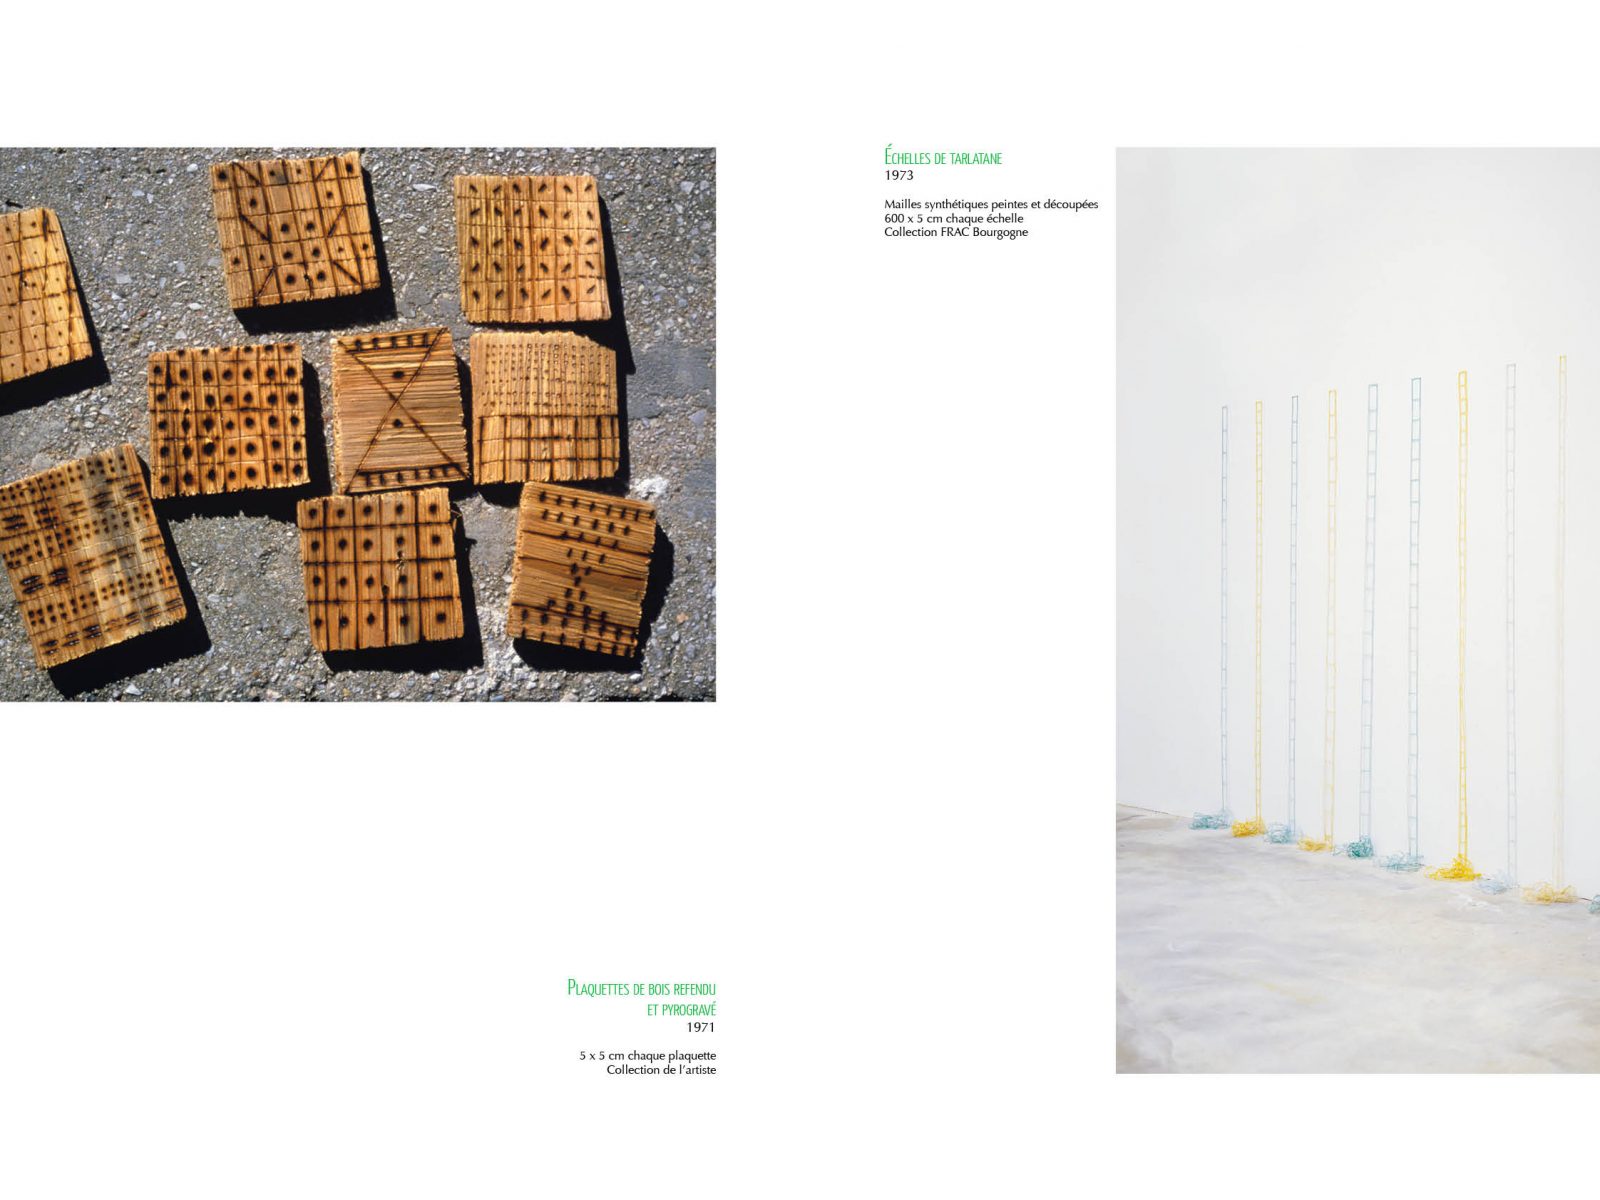 Échelles de tarlatane
1973
Mailles synthétiques peintes et découpées
600 x 5 cm chaque échelle
Collection FRAC Bourgogne
Plaquettes de bois refendu
et pyrogravé
1971
5 x 5 cm chaque plaquette
Collection de l’artiste